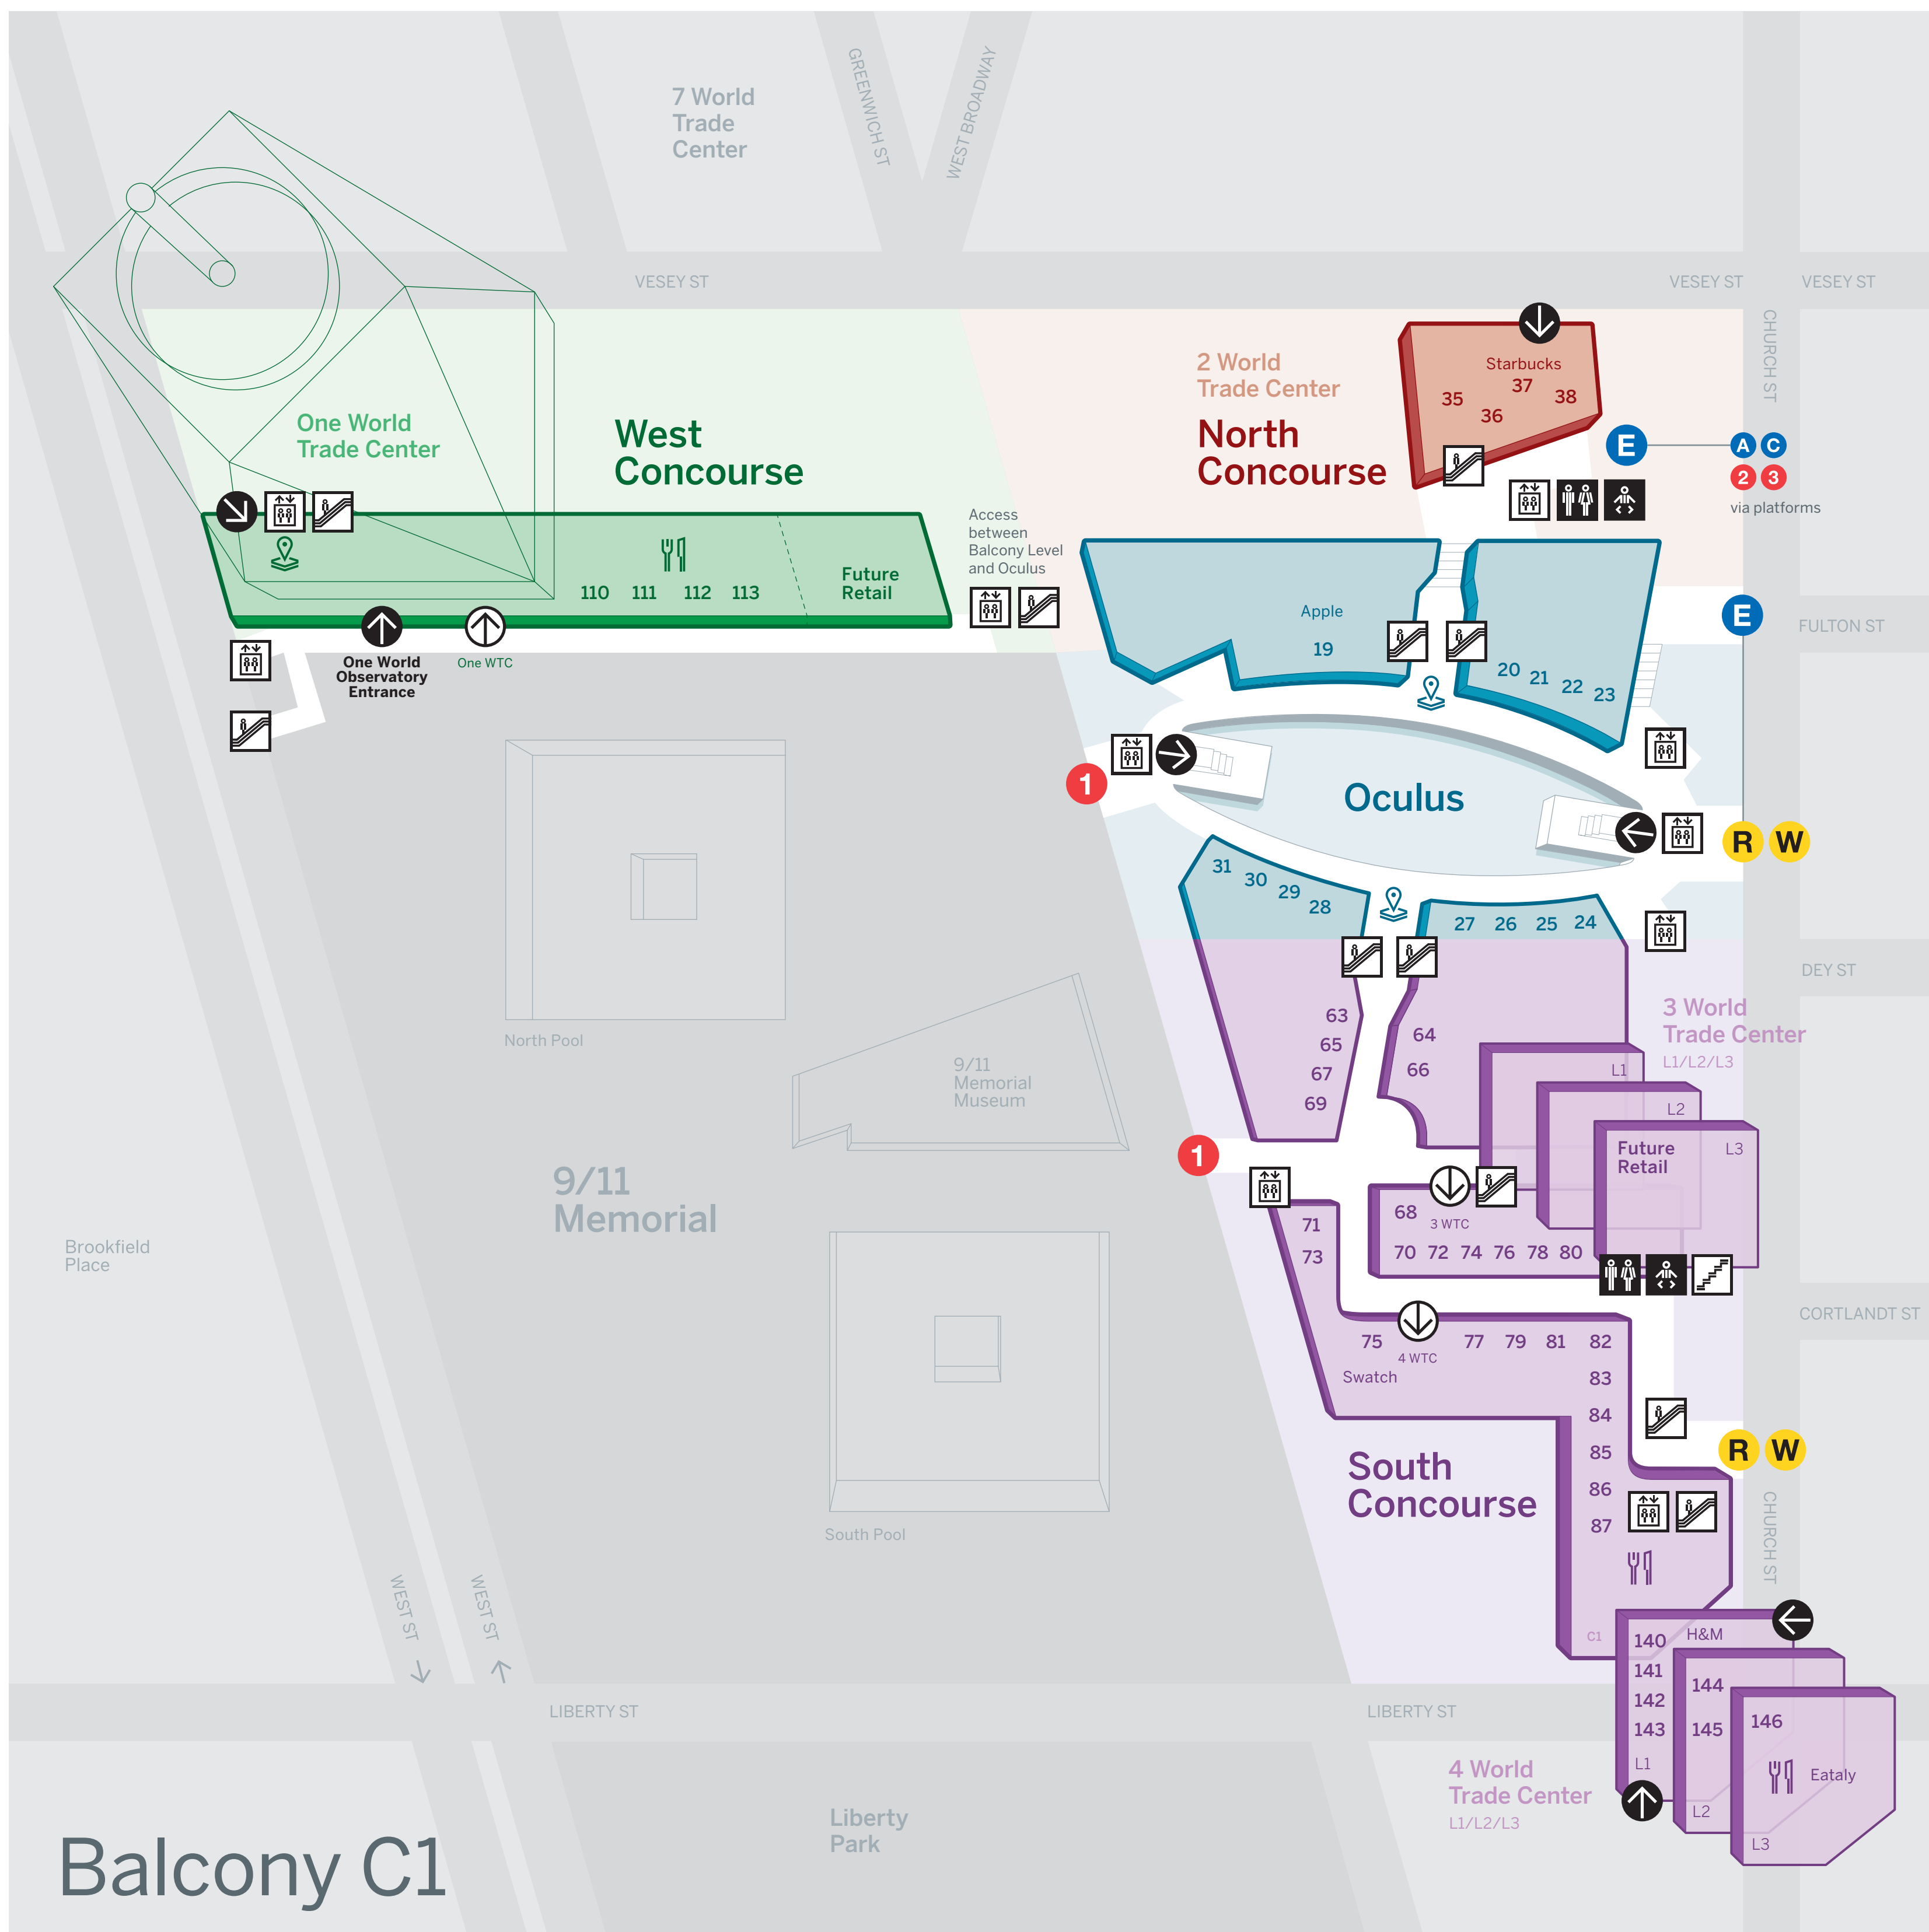 7 World
Trade
Center
GREENWICH ST
WEST BROADWAY
VESEY ST
VESEY ST
VESEY ST
CHURCH ST
One World
Trade Center
West
Concourse
110
111
112
113
Future
Retail
One World
Observatory
Entrance
One WTC
Access
between
Balcony Level
and Oculus
2 World
Trade Center
North
Concourse
Starbucks
35
36
37
38
E
A
C
2
3
via platforms
E
FULTON ST
Apple
19
20
21
22
23
1
Oculus
R
W
31
30
29
28
27
26
25
24
DEY ST
3 World
Trade Center
L1/L2/L3
63
65
67
69
64
66
L1
L2
L3
Future
Retail
1
68
3 WTC
70
72
74
76
78
80
71
73
CORTLANDT ST
75
4 WTC
77
79
81
82
Swatch
83
84
85
86
87
R
W
CHURCH ST
South
Concourse
North Pool
9/11
Memorial
Museum
9/11
Memorial
South Pool
Brookfield
Place
WEST ST
WEST ST
LIBERTY ST
LIBERTY ST
C1
140
H&M
141
142
143
L1
144
145
L2
146
Eataly
L3
4 World
Trade Center
L1/L2/L3
Liberty
Park
Balcony C1